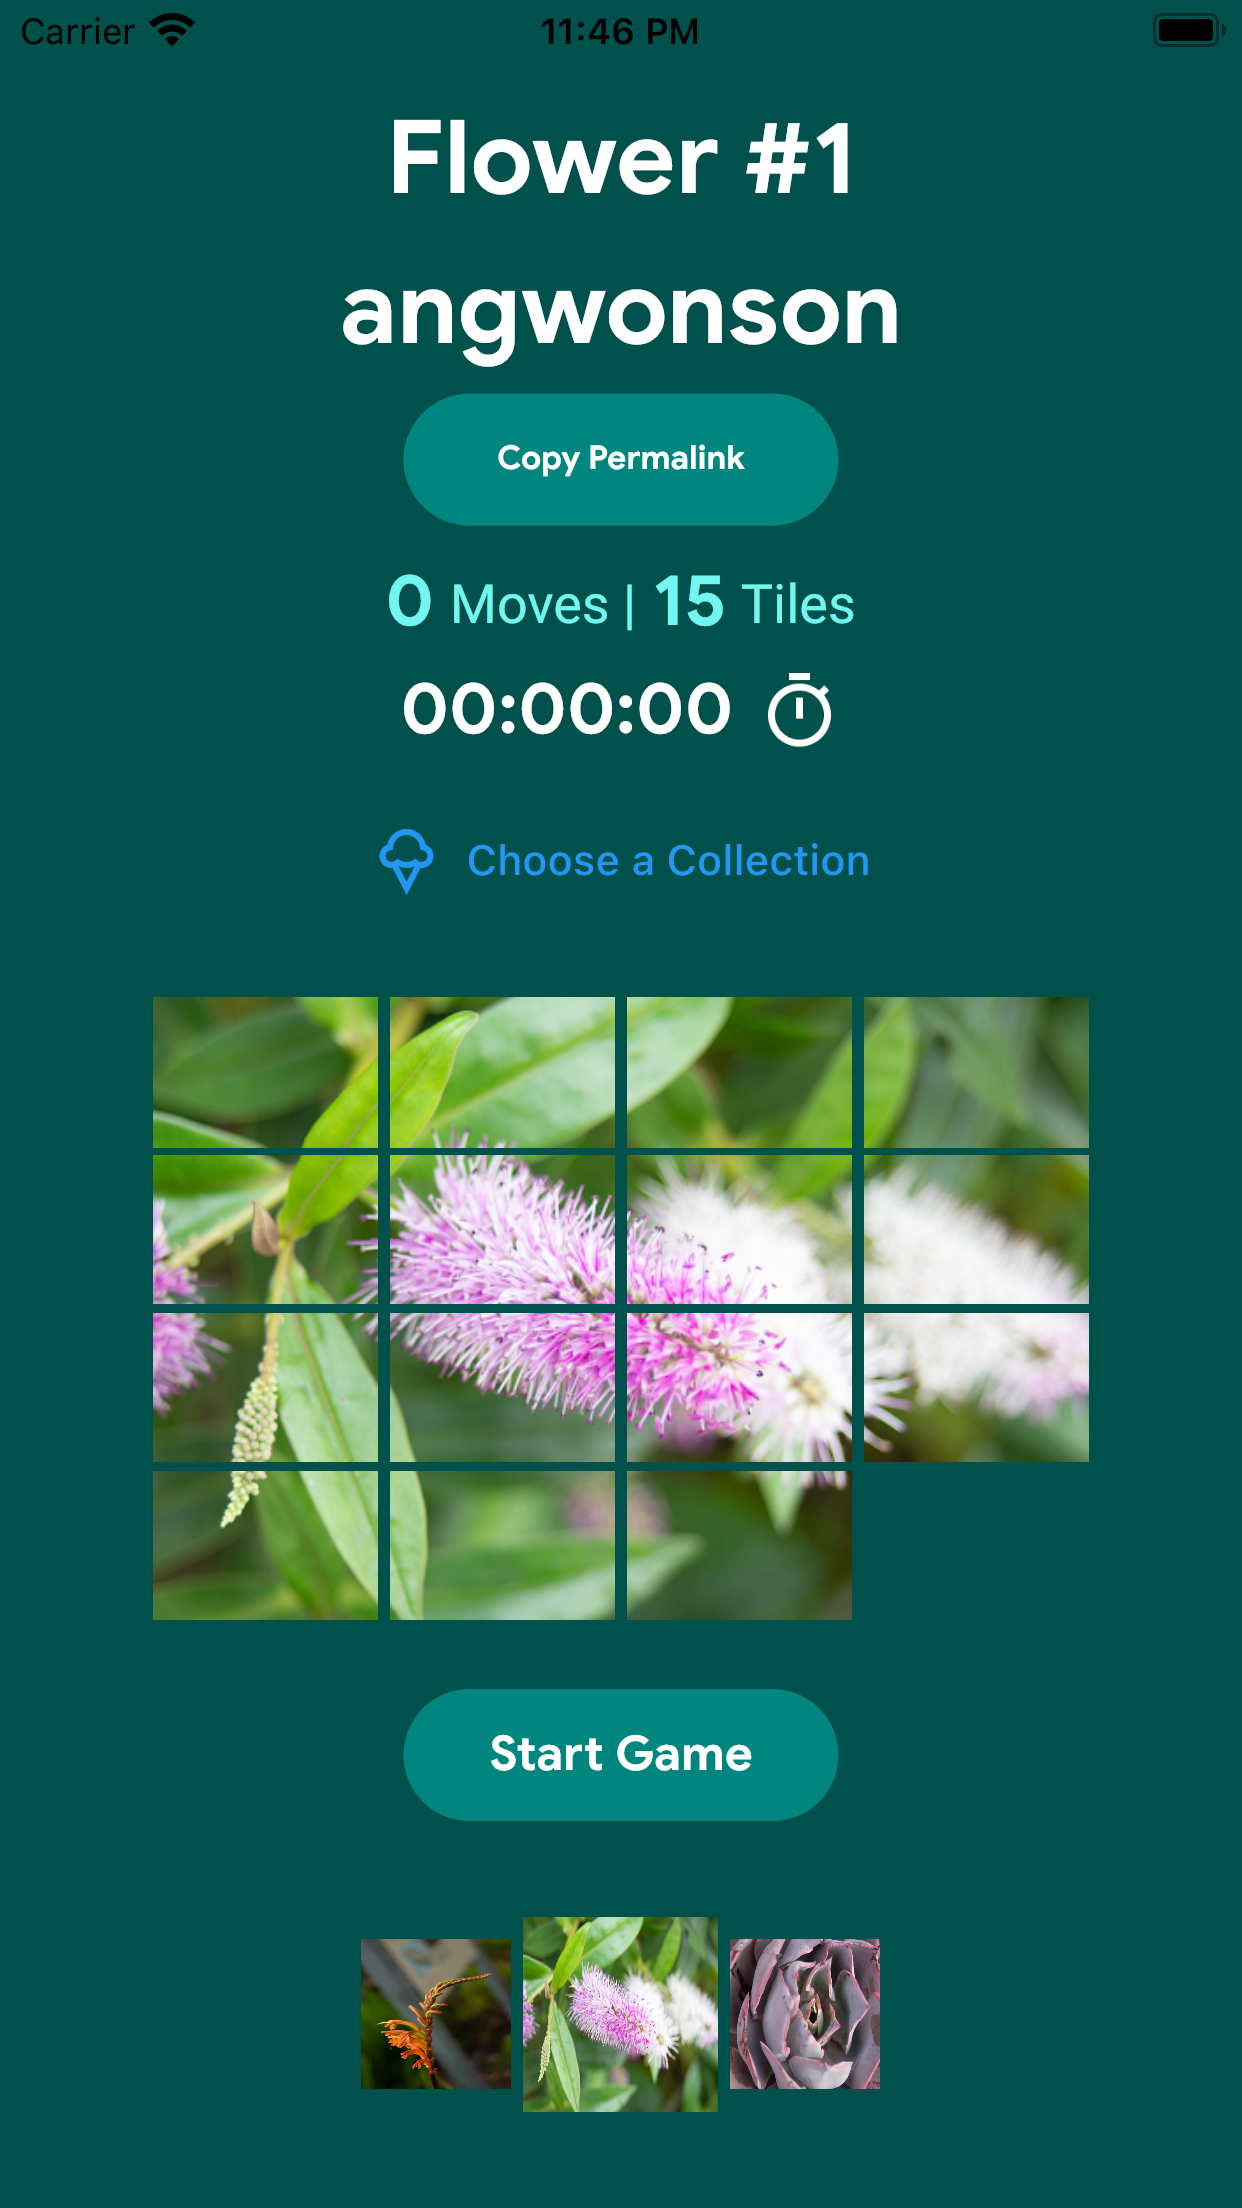 Carrier 11:46 PM
Flower #1
angwonson
Copy Permalink
0 Moves | 15 Tiles
00:00:00
Choose a Collection
Start Game